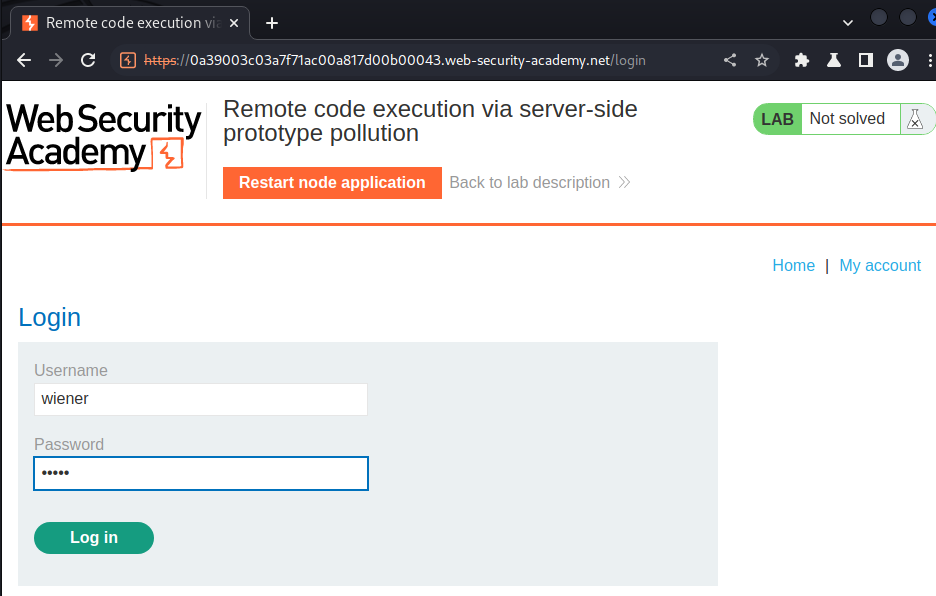 Remote code execution via
https://0a39003c03a7f71ac00a817d00b00043.web-security-academy.net/login
Web Security
Academy
Remote code execution via server-side
prototype pollution
LAB Not solved
Restart node application Back to lab description
Home | My account
Login
Username
wiener
Password
•••••
Log in